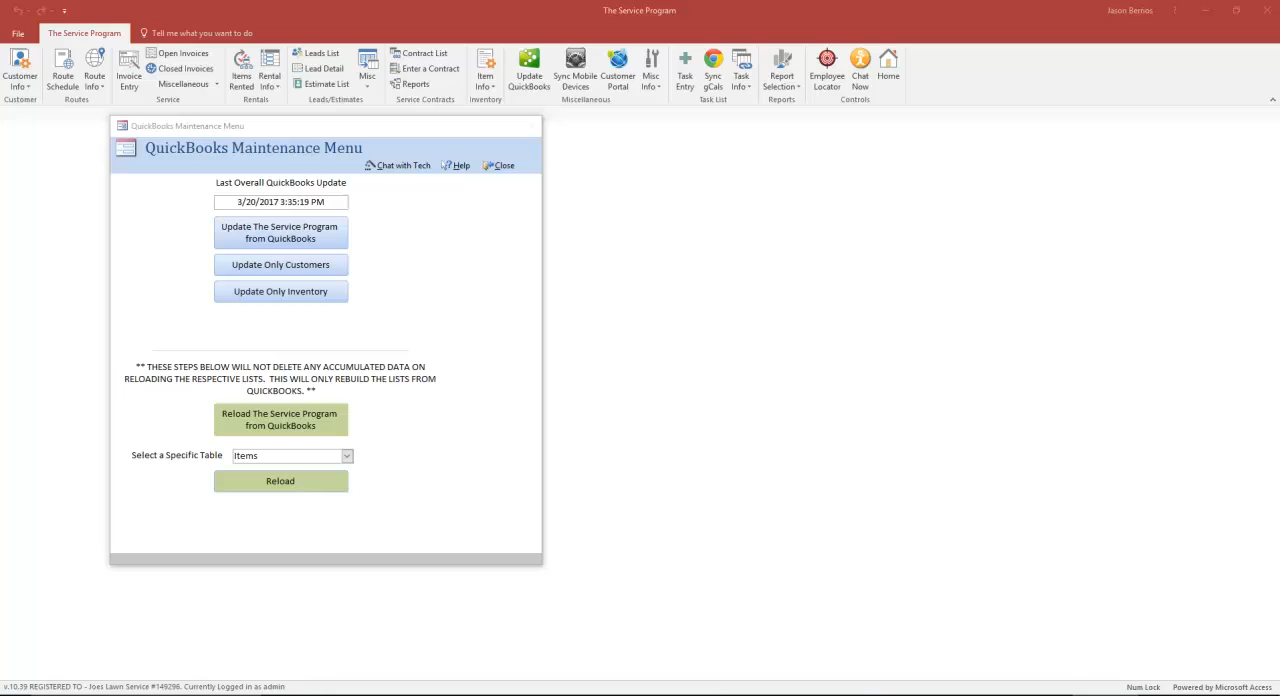 The Service Program
Jason Berrios
File
The Service Program
Tell me what you want to do
Customer Info
Customer
Route Schedule
Route Info
Routes
Invoice Entry
Open Invoices
Closed Invoices
Miscellaneous
Service
Items Rented
Rental Info
Rentals
Leads List
Lead Detail
Estimate List
Misc
Leads/Estimates
Contract List
Enter a Contract
Reports
Service Contracts
Item Info
Inventory
Update QuickBooks
Sync Mobile Devices
Customer Portal
Misc Info
Miscellaneous
Task Entry
Sync gCals
Task Info
Task List
Report Selection
Reports
Employee Locator
Chat Now
Home
Controls
QuickBooks Maintenance Menu
QuickBooks Maintenance Menu
Chat with Tech
Help
Close
Last Overall QuickBooks Update
3/20/2017 3:35:19 PM
Update The Service Program
from QuickBooks
Update Only Customers
Update Only Inventory
** THESE STEPS BELOW WILL NOT DELETE ANY ACCUMULATED DATA ON
RELOADING THE RESPECTIVE LISTS. THIS WILL ONLY REBUILD THE LISTS FROM
QUICKBOOKS. **
Reload The Service Program
from QuickBooks
Select a Specific Table
Items
Reload
v.10.39 REGISTERED TO - Joes Lawn Service #149296. Currently Logged in as admin
Num Lock
Powered by Microsoft Access